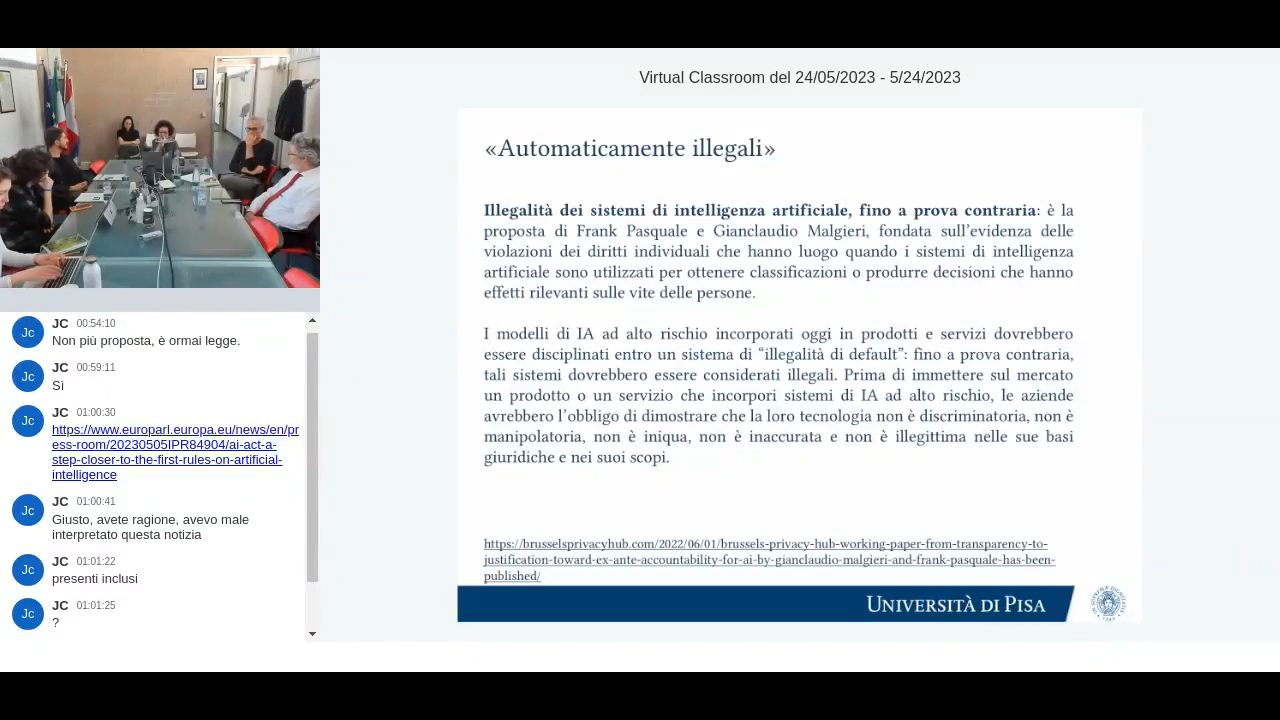 Virtual Classroom del 24/05/2023 - 5/24/2023
«Automaticamente illegali»
Illegalità dei sistemi di intelligenza artificiale, fino a prova contraria: è la
proposta di Frank Pasquale e Gianclaudio Malgieri, fondata sull'evidenza delle
violazioni dei diritti individuali che hanno luogo quando i sistemi di intelligenza
artificiale sono utilizzati per ottenere classificazioni o produrre decisioni che hanno
effetti rilevanti sulle vite delle persone.
I modelli di IA ad alto rischio incorporati oggi in prodotti e servizi dovrebbero
essere disciplinati entro un sistema di “illegalità di default”: fino a prova contraria,
tali sistemi dovrebbero essere considerati illegali. Prima di immettere sul mercato
un prodotto o un servizio che incorpori sistemi di IA ad alto rischio, le aziende
avrebbero l'obbligo di dimostrare che la loro tecnologia non è discriminatoria, non è
manipolatoria, non è iniqua, non è inaccurata e non è illegittima nelle sue basi
giuridiche e nei suoi scopi.
https://brusselsprivacyhub.com/2022/06/01/brussels-privacy-hub-working-paper-from-transparency-to-
justification-toward-ex-ante-accountability-for-ai-by-gianclaudio-malgieri-and-frank-pasquale-has-been-
published/
UNIVERSITÀ DI PISA
Jc
JC 00:54:10
Non più proposta, è ormai legge.
Jc
JC 00:59:11
Sì
Jc
JC 01:00:30
https://www.europarl.europa.eu/news/en/pr
ess-room/20230505IPR84904/ai-act-a-
step-closer-to-the-first-rules-on-artificial-
intelligence
Jc
JC 01:00:41
Giusto, avete ragione, avevo male
interpretato questa notizia
Jc
JC 01:01:22
presenti inclusi
Jc
JC 01:01:25
?